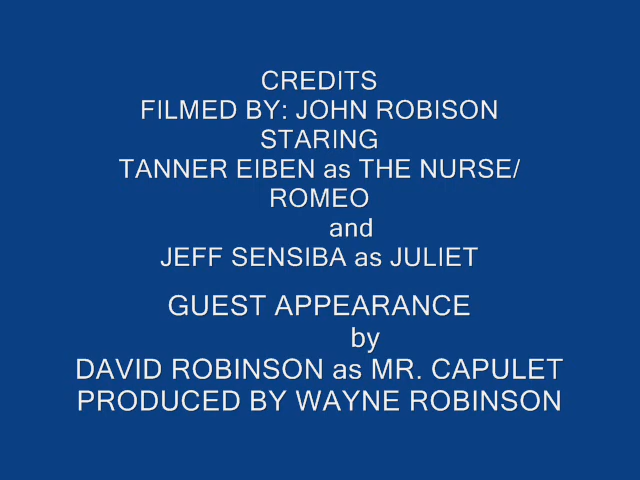 CREDITS
FILMED BY: JOHN ROBISON
STARING
TANNER EIBEN as THE NURSE/
ROMEO
and
JEFF SENSIBA as JULIET
GUEST APPEARANCE
by
DAVID ROBINSON as MR. CAPULET
PRODUCED BY WAYNE ROBINSON